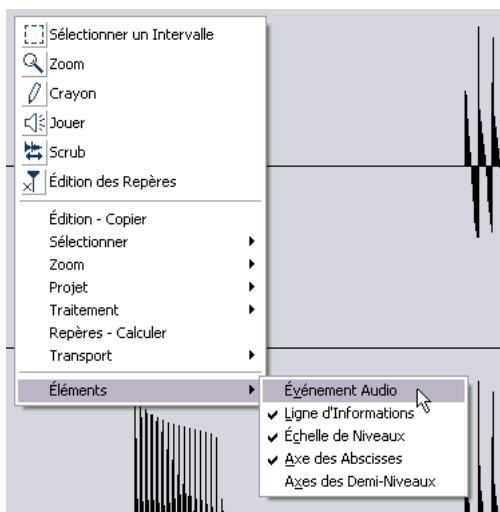 Sélectionner un Intervalle
Zoom
Crayon
Jouer
Scrub
Édition des Repères
Édition - Copier
Sélectionner
Zoom
Projet
Traitement
Repères - Calculer
Transport
Éléments
Événement Audio
Ligne d'Informations
Échelle de Niveaux
Axe des Abscisses
Axes des Demi-Niveaux